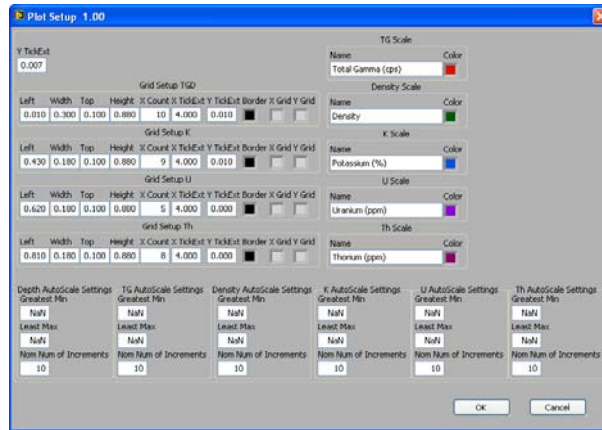 Plot Setup 1.00
Y TickExt
0.007
TG Scale
Name Color
Total Gamma (cps)
Grid Setup TGD
Left Width Top Height X Count X TickExt Y TickExt Border X Grid Y Grid
0.010 0.300 0.100 0.880 10 4.000 0.010
Density Scale
Name Color
Density
Grid Setup K
Left Width Top Height X Count X TickExt Y TickExt Border X Grid Y Grid
0.430 0.180 0.100 0.880 9 4.000 0.010
K Scale
Name Color
Potassium (%)
Grid Setup U
Left Width Top Height X Count X TickExt Y TickExt Border X Grid Y Grid
0.620 0.180 0.100 0.880 5 4.000 0.000
U Scale
Name Color
Uranium (ppm)
Grid Setup Th
Left Width Top Height X Count X TickExt Y TickExt Border X Grid Y Grid
0.810 0.180 0.100 0.880 8 4.000 0.000
Th Scale
Name Color
Thorium (ppm)
Depth AutoScale Settings TG AutoScale Settings Density AutoScale Settings K AutoScale Settings U AutoScale Settings Th AutoScale Settings
Greatest Min Greatest Min Greatest Min Greatest Min Greatest Min Greatest Min
NaN NaN NaN NaN NaN NaN
Least Max Least Max Least Max Least Max Least Max Least Max
NaN NaN NaN NaN NaN NaN
Nom Num of Increments Nom Num of Increments Nom Num of Increments Nom Num of Increments Nom Num of Increments Nom Num of Increments
10 10 10 10 10 10
OK Cancel